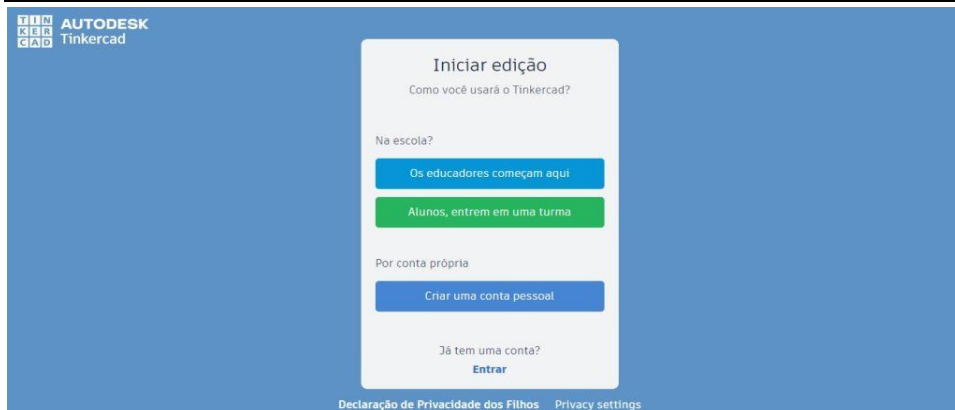 TIN
KER
CAD
AUTODESK
Tinkercad
Iniciar edição
Como você usará o Tinkercad?
Na escola?
Os educadores começam aqui
Alunos, entrem em uma turma
Por conta própria
Criar uma conta pessoal
Já tem uma conta?
Entrar
Declaração de Privacidade dos Filhos Privacy settings